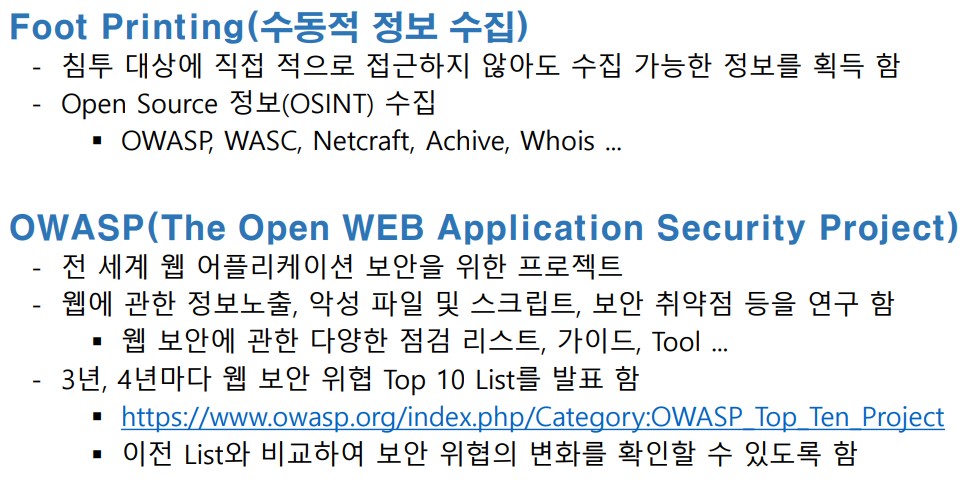 Foot Printing(수동적 정보 수집)
- 침투 대상에 직접 적으로 접근하지 않아도 수집 가능한 정보를 획득 함
- Open Source 정보(OSINT) 수집
▪ OWASP, WASC, Netcraft, Achive, Whois ...
OWASP(The Open WEB Application Security Project)
- 전 세계 웹 어플리케이션 보안을 위한 프로젝트
- 웹에 관한 정보노출, 악성 파일 및 스크립트, 보안 취약점 등을 연구 함
▪ 웹 보안에 관한 다양한 점검 리스트, 가이드, Tool ...
- 3년, 4년마다 웹 보안 위협 Top 10 List를 발표 함
▪ https://www.owasp.org/index.php/Category:OWASP_Top_Ten_Project
▪ 이전 List와 비교하여 보안 위협의 변화를 확인할 수 있도록 함